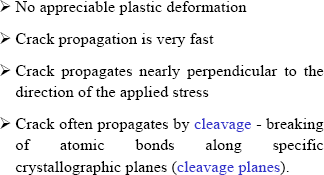 ➢ No appreciable plastic deformation
➢ Crack propagation is very fast
➢ Crack propagates nearly perpendicular to the
direction of the applied stress
➢ Crack often propagates by cleavage - breaking
of atomic bonds along specific
crystallographic planes (cleavage planes).